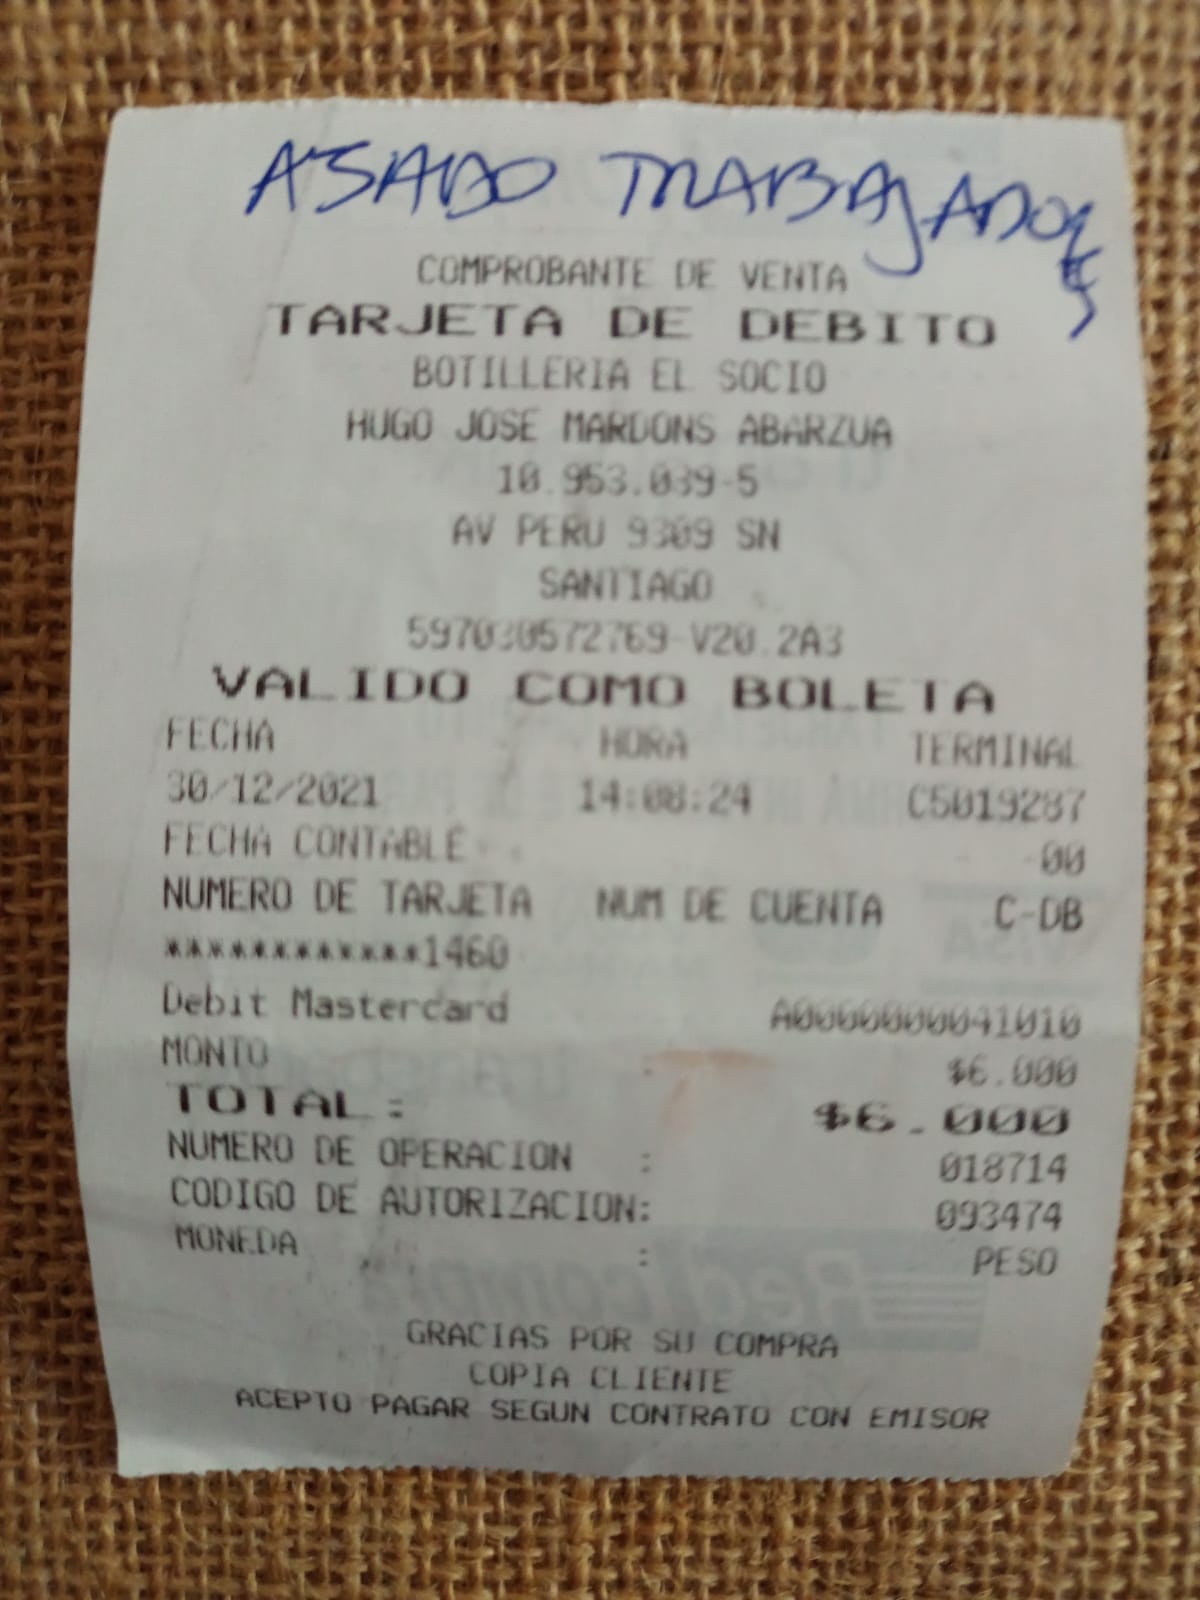 ASADO TRABAJADORES
COMPROBANTE DE VENTA
TARJETA DE DEBITO
BOTILLERIA EL SOCIO
HUGO JOSE MARDONS ABARZUA
10.953.039-5
AV PERU 9309 SN
SANTIAGO
597030572769-V20.2A3
VALIDO COMO BOLETA
FECHA HORA TERMINAL
30/12/2021 14:08:24 C5019287
FECHA CONTABLE -00
NUMERO DE TARJETA NUM DE CUENTA C-DB
************1460
Debit Mastercard A0000000041010
MONTO $6.000
TOTAL: $6.000
NUMERO DE OPERACION : 018714
CODIGO DE AUTORIZACION: 093474
MONEDA : PESO
GRACIAS POR SU COMPRA
COPIA CLIENTE
ACEPTO PAGAR SEGUN CONTRATO CON EMISOR